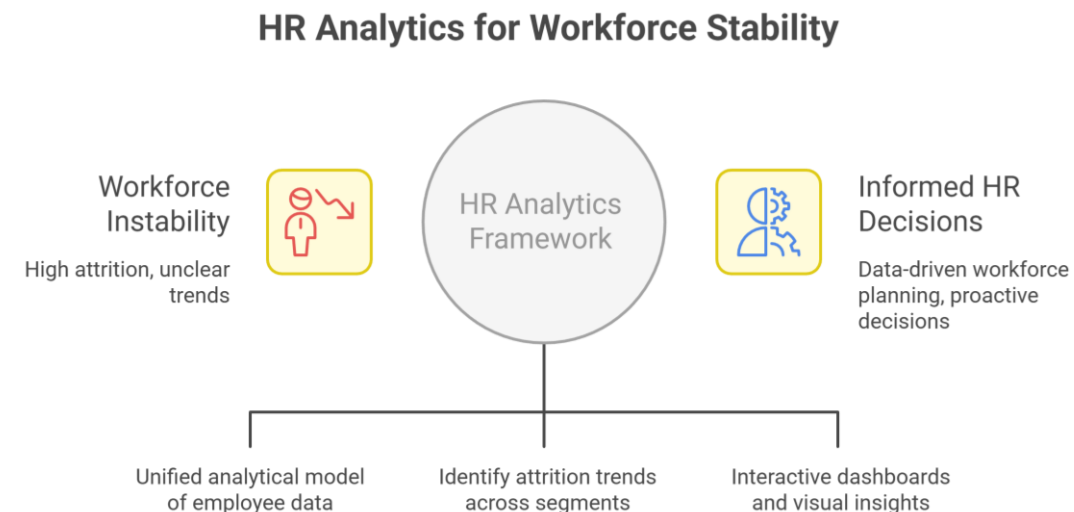 HR Analytics for Workforce Stability
Workforce
Instability
High attrition, unclear
trends
HR Analytics
Framework
Informed HR
Decisions
Data-driven workforce
planning, proactive
decisions
Unified analytical model
of employee data
Identify attrition trends
across segments
Interactive dashboards
and visual insights